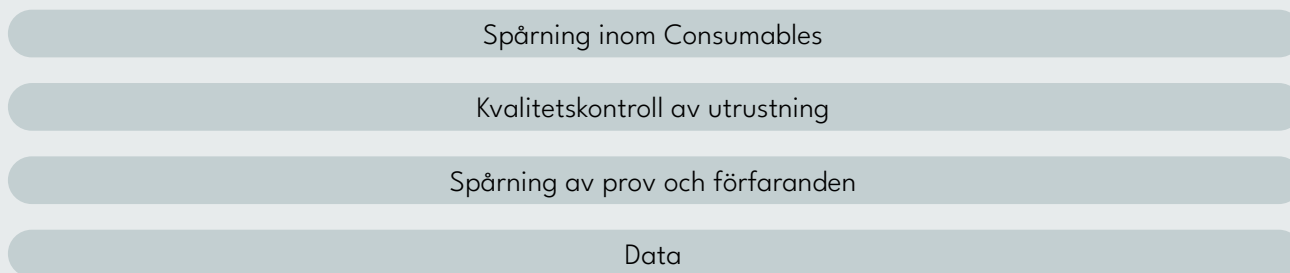 Spårning inom Consumables
Kvalitetskontroll av utrustning
Spårning av prov och förfaranden
Data